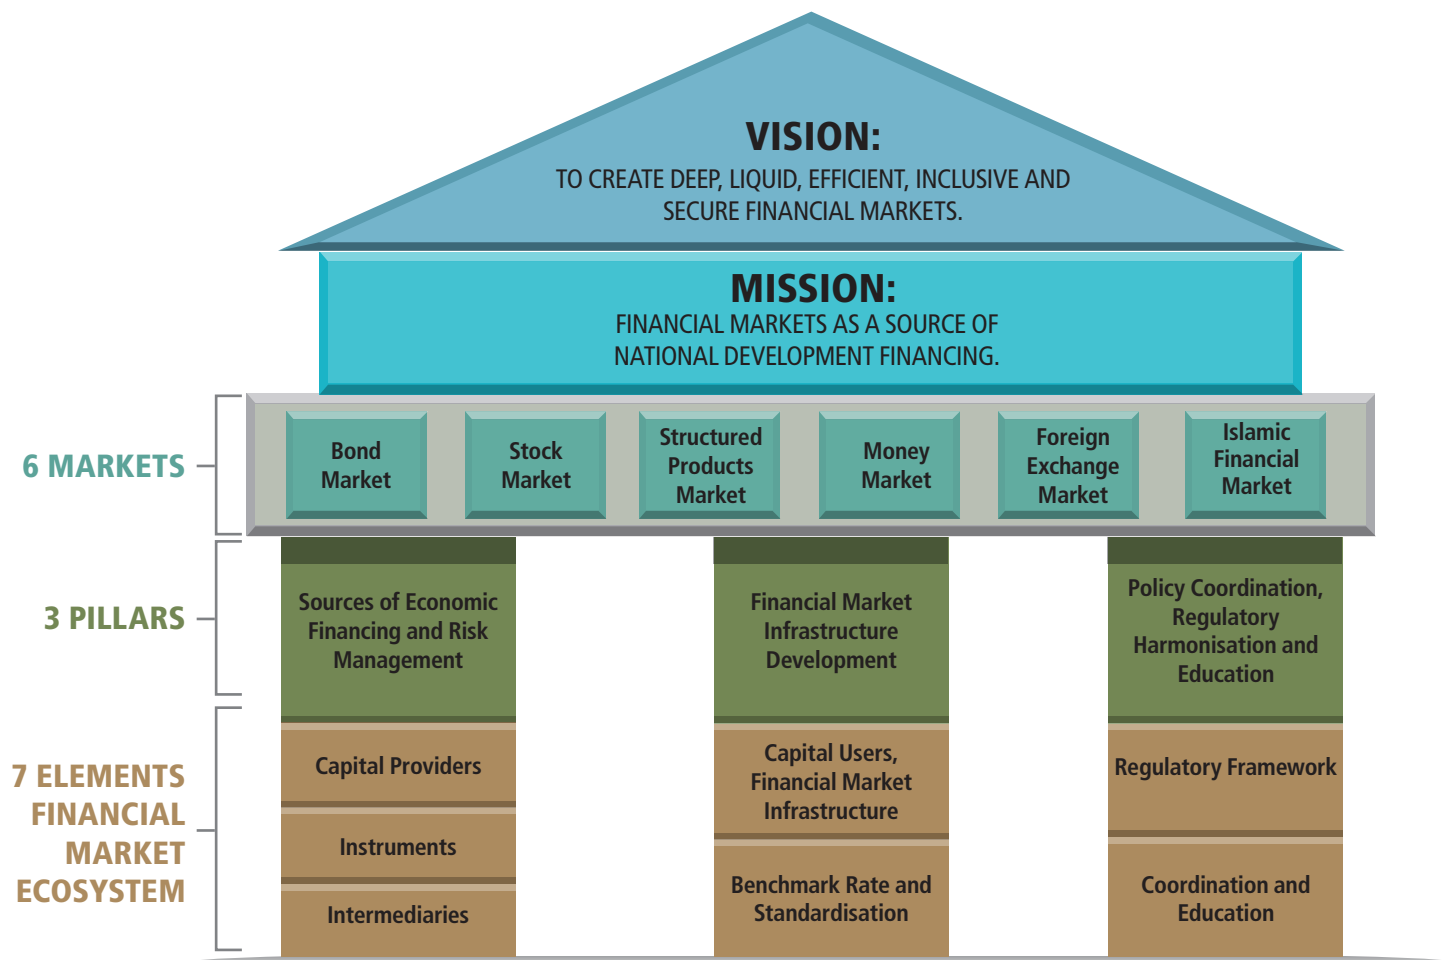 VISION:
TO CREATE DEEP, LIQUID, EFFICIENT, INCLUSIVE AND
SECURE FINANCIAL MARKETS.
MISSION:
FINANCIAL MARKETS AS A SOURCE OF
NATIONAL DEVELOPMENT FINANCING.
6 MARKETS
Bond
Market
Stock
Market
Structured
Products
Market
Money
Market
Foreign
Exchange
Market
Islamic
Financial
Market
3 PILLARS
Sources of Economic
Financing and Risk
Management
Financial Market
Infrastructure
Development
Policy Coordination,
Regulatory
Harmonisation and
Education
7 ELEMENTS
FINANCIAL
MARKET
ECOSYSTEM
Capital Providers
Instruments
Intermediaries
Capital Users,
Financial Market
Infrastructure
Benchmark Rate and
Standardisation
Regulatory Framework
Coordination and
Education